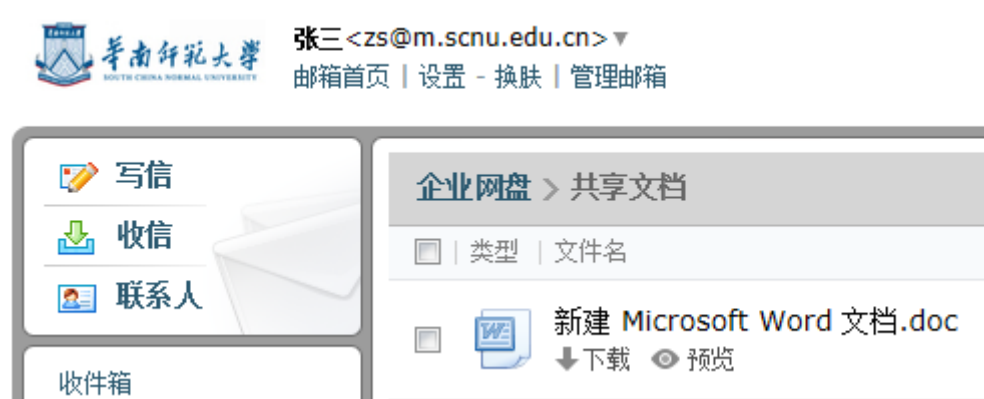 华南师范大学
SOUTH CHINA NORMAL UNIVERSITY
张三<zs@m.scnu.edu.cn>▼
邮箱首页 | 设置 - 换肤 | 管理邮箱
写信
收信
联系人
收件箱
企业网盘 > 共享文档
类型 | 文件名
新建 Microsoft Word 文档.doc
下载 预览